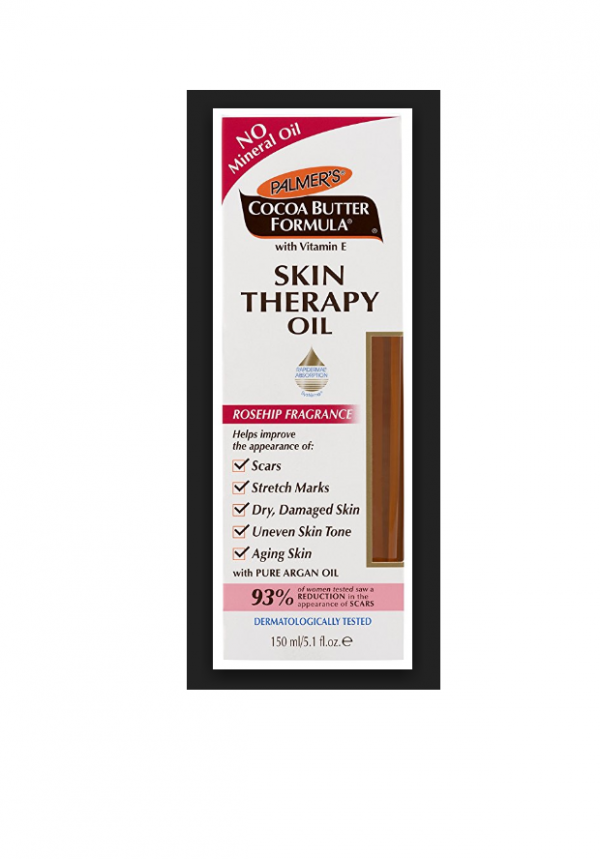 NO
Mineral Oil
PALMER'S
COCOA BUTTER
FORMULA®
®
with Vitamin E
SKIN
THERAPY
OIL
ABSORPTION
ROSEHIP FRAGRANCE
Helps improve
the appearance of:
Scars
Stretch Marks
Dry, Damaged Skin
Uneven Skin Tone
Aging Skin
with PURE ARGAN OIL
93% of women tested saw a
REDUCTION in the
appearance of SCARS
DERMATOLOGICALLY TESTED
150 ml/5.1 fl.oz.℮